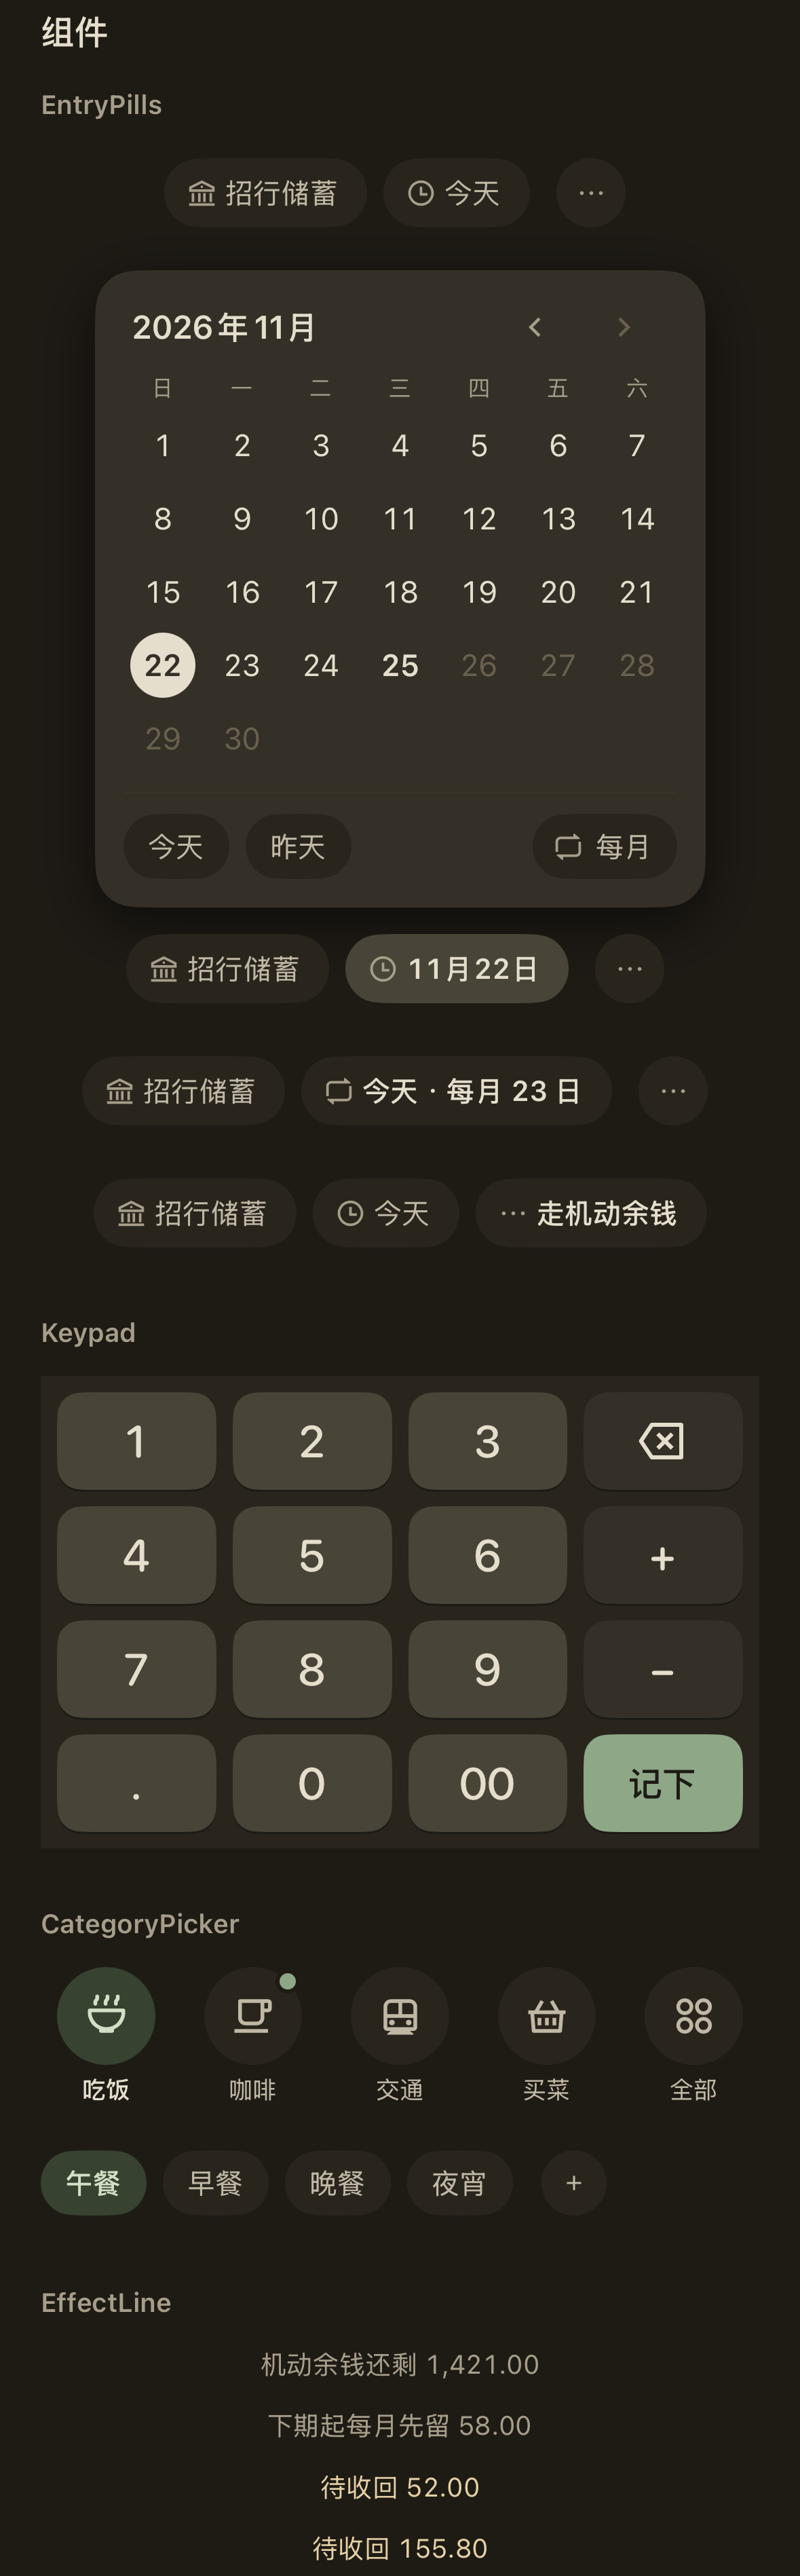 组件
EntryPills
招行储蓄 今天 ···
2026年11月
日 一 二 三 四 五 六
1 2 3 4 5 6 7
8 9 10 11 12 13 14
15 16 17 18 19 20 21
22 23 24 25 26 27 28
29 30
今天 昨天 每月
招行储蓄 11月22日 ···
招行储蓄 今天 · 每月 23 日 ···
招行储蓄 今天 ··· 走机动余钱
Keypad
1 2 3
4 5 6 +
7 8 9 −
. 0 00 记下
CategoryPicker
吃饭 咖啡 交通 买菜 全部
午餐 早餐 晚餐 夜宵 +
EffectLine
机动余钱还剩 1,421.00
下期起每月先留 58.00
待收回 52.00
待收回 155.80